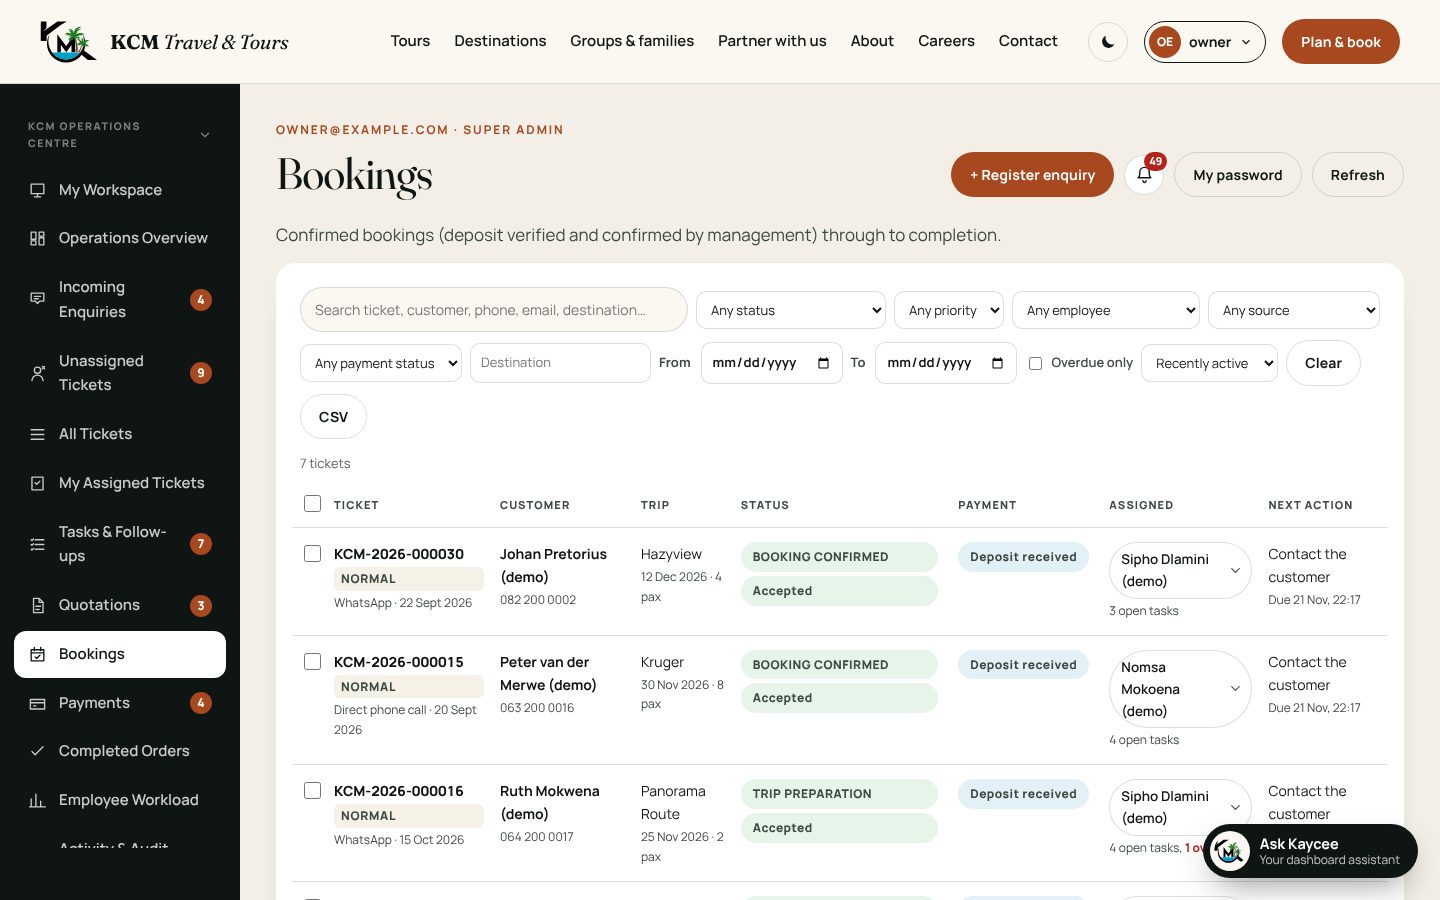 KCM Travel & Tours
Tours
Destinations
Groups & families
Partner with us
About
Careers
Contact
OE owner
Plan & book
KCM OPERATIONS
CENTRE
My Workspace
Operations Overview
Incoming
Enquiries
4
Unassigned
Tickets
9
All Tickets
My Assigned Tickets
Tasks & Follow-
ups
7
Quotations 3
Bookings
Payments 4
Completed Orders
Employee Workload
OWNER@EXAMPLE.COM · SUPER ADMIN
Bookings
+ Register enquiry
49
My password
Refresh
Confirmed bookings (deposit verified and confirmed by management) through to completion.
Search ticket, customer, phone, email, destination...
Any status
Any priority
Any employee
Any source
Any payment status
Destination
From mm/dd/yyyy
To mm/dd/yyyy
Overdue only
Recently active
Clear
CSV
7 tickets
TICKET CUSTOMER TRIP STATUS PAYMENT ASSIGNED NEXT ACTION
KCM-2026-000030
NORMAL
WhatsApp · 22 Sept 2026
Johan Pretorius
(demo)
082 200 0002
Hazyview
12 Dec 2026 · 4
pax
BOOKING CONFIRMED
Accepted
Deposit received
Sipho Dlamini
(demo)
3 open tasks
Contact the
customer
Due 21 Nov, 22:17
KCM-2026-000015
NORMAL
Direct phone call · 20 Sept
2026
Peter van der
Merwe (demo)
063 200 0016
Kruger
30 Nov 2026 · 8
pax
BOOKING CONFIRMED
Accepted
Deposit received
Nomsa
Mokoena
(demo)
4 open tasks
Contact the
customer
Due 21 Nov, 22:17
KCM-2026-000016
NORMAL
WhatsApp · 15 Oct 2026
Ruth Mokwena
(demo)
064 200 0017
Panorama
Route
25 Nov 2026 · 2
pax
TRIP PREPARATION
Accepted
Deposit received
Sipho Dlamini
(demo)
4 open tasks, 1
Contact the
customer
Ask Kaycee
Your dashboard assistant